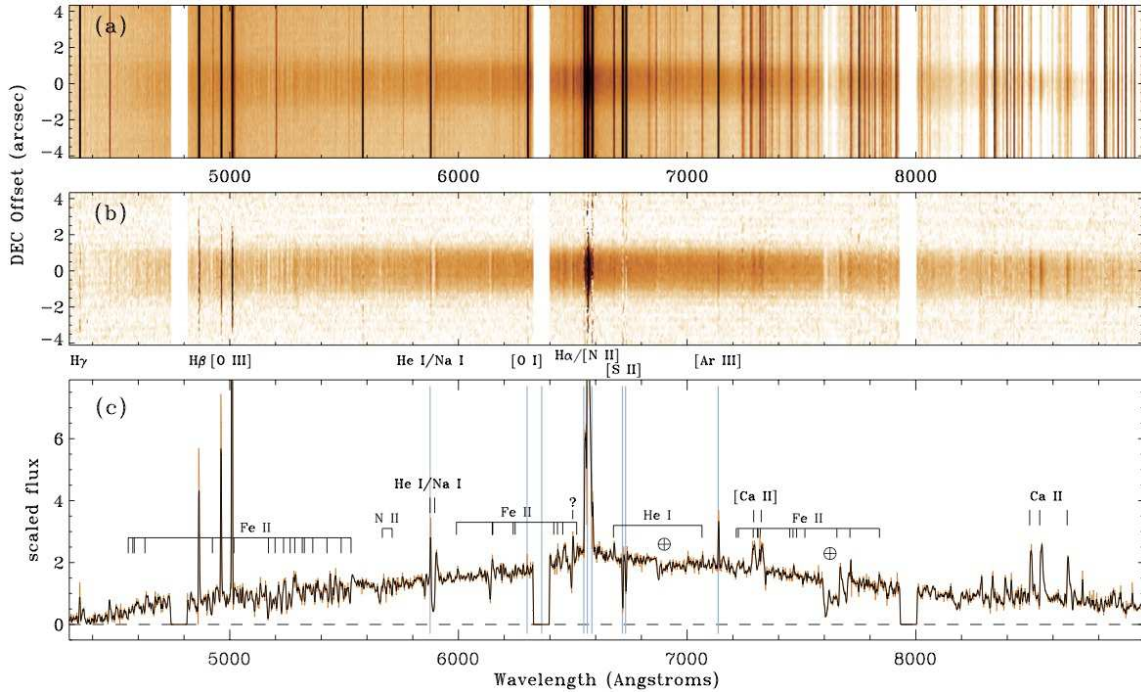 (a)
4
2
0
-2
-4
5000 6000 7000 8000
DEC Offset (arcsec)
(b)
4
2
0
-2
-4
Hγ Hβ [O III] He I/Na I [O I] Hα/[N II] [S II] [Ar III]
(c)
scaled flux
6
4
2
0
Fe II
N II
He I/Na I
Fe II
?
He I
⊕
[Ca II]
Fe II
⊕
Ca II
5000 6000 7000 8000
Wavelength (Angstroms)